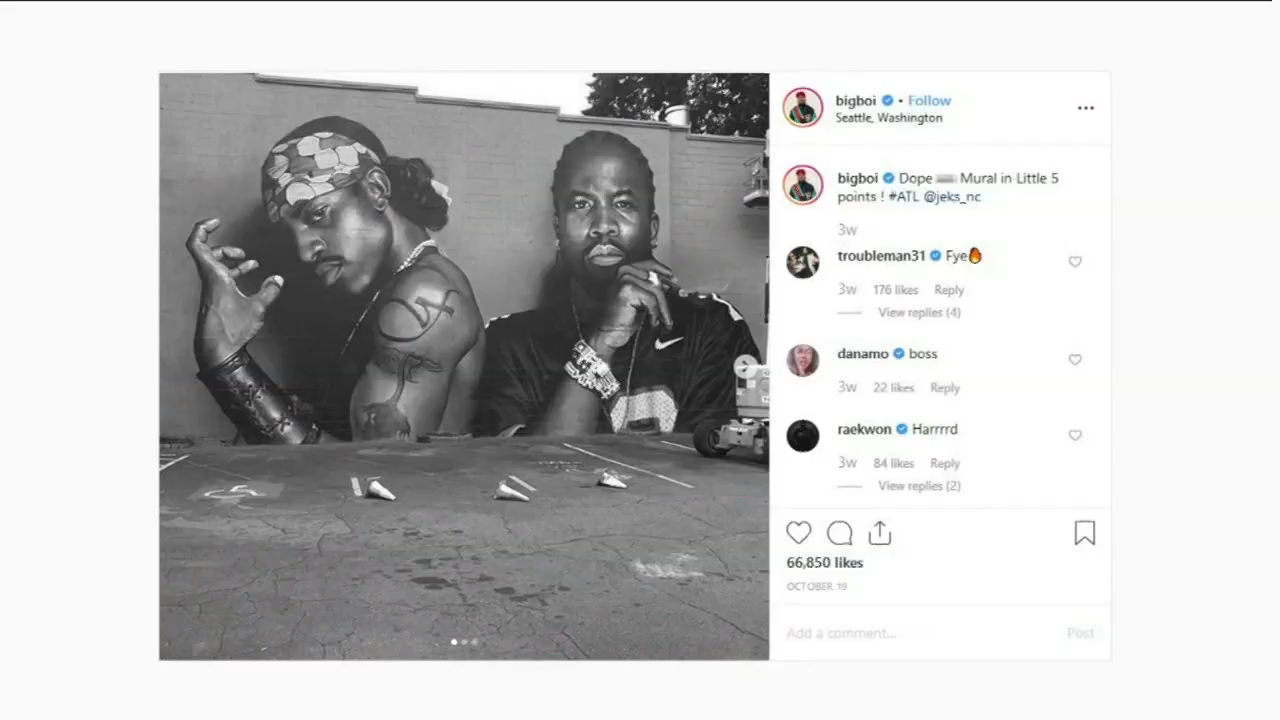 bigboi • Follow
Seattle, Washington
bigboi Dope Mural in Little 5
points ! #ATL @jeks_nc
3w
troubleman31 Fye🔥
3w 176 likes Reply
View replies (4)
danamo boss
3w 22 likes Reply
raekwon Harrrrd
3w 84 likes Reply
View replies (2)
66,850 likes
OCTOBER 19
Add a comment... Post